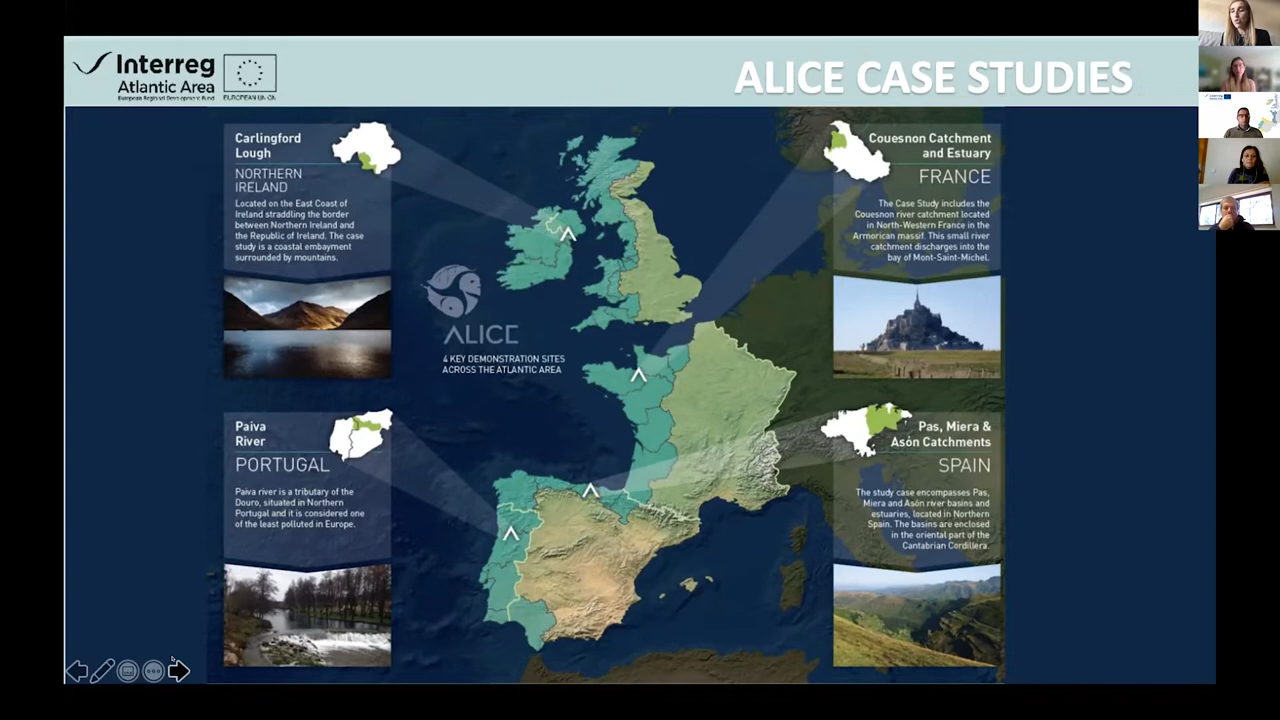 Interreg
Atlantic Area
European Regional Development Fund
EUROPEAN UNION
ALICE CASE STUDIES
Carlingford
Lough
NORTHERN
IRELAND
Located on the East Coast of
Ireland straddling the border
between Northern Ireland and
the Republic of Ireland. The case
study is a coastal embayment
surrounded by mountains.
Couesnon Catchment
and Estuary
FRANCE
The Case Study includes the
Couesnon river catchment located
in North-Western France in the
Armorican massif. This small river
catchment discharges into the
bay of Mont-Saint-Michel.
ALICE
4 KEY DEMONSTRATION SITES
ACROSS THE ATLANTIC AREA
Paiva
River
PORTUGAL
Paiva river is a tributary of the
Douro, situated in Northern
Portugal and it is considered one
of the least polluted in Europe.
Pas, Miera &
Asón Catchments
SPAIN
The study case encompasses Pas,
Miera and Asón river basins and
estuaries, located in Northern
Spain. The basins are enclosed
in the oriental part of the
Cantabrian Cordillera.